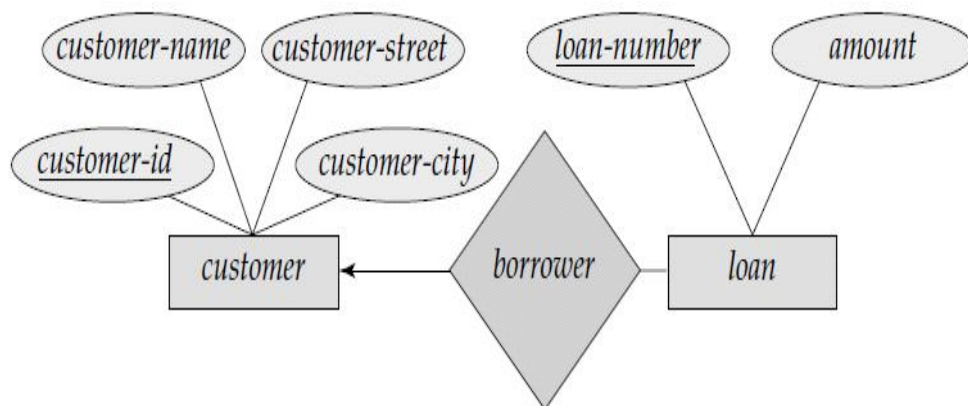 customer-name
customer-street
loan-number
amount
customer-id
customer-city
customer
borrower
loan